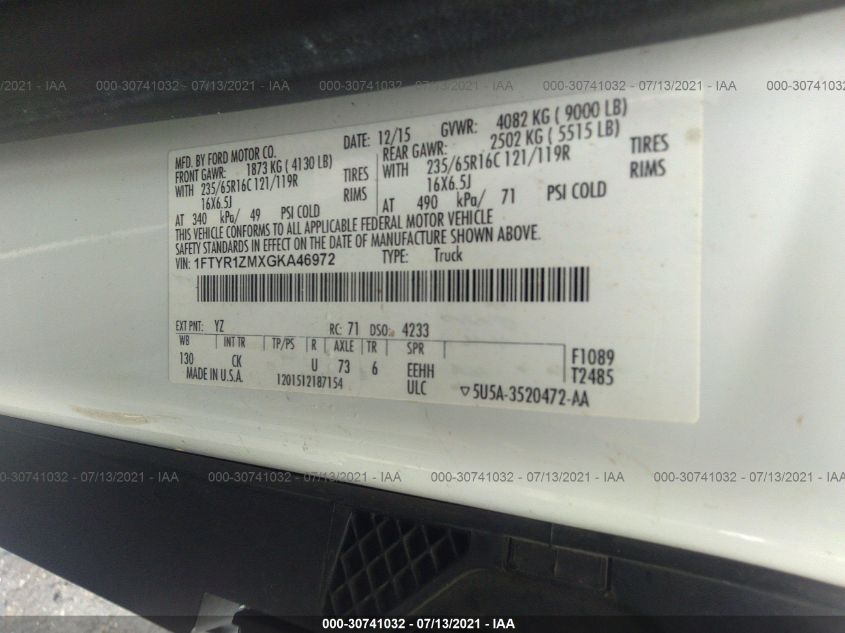 /2021 - IAA 000-30741032 - 07/13/2021 - IAA 000-30741032 - 07/13/2021 - IAA 000-30741032 - 07/13/2021 - IAA 000-30741032 - 07/13/2
MFD. BY FORD MOTOR CO. DATE: 12/15 GVWR: 4082 KG ( 9000 LB)
FRONT GAWR: 1873 KG ( 4130 LB) REAR GAWR: 2502 KG ( 5515 LB)
WITH 235/65R16C 121/119R TIRES WITH 235/65R16C 121/119R TIRES
16X6.5J RIMS 16X6.5J RIMS
AT 340 kPa/ 49 PSI COLD AT 490 kPa/ 71 PSI COLD
THIS VEHICLE CONFORMS TO ALL APPLICABLE FEDERAL MOTOR VEHICLE
SAFETY STANDARDS IN EFFECT ON THE DATE OF MANUFACTURE SHOWN ABOVE.
VIN: 1FTYR1ZMXGKA46972 TYPE: Truck
EXT PNT: YZ RC: 71 DSO: 4233
WB INT TR TP/PS R AXLE TR SPR
130 CK U 73 6 EEHH F1089
MADE IN U.S.A. 1201512187154 ULC T2485
▽5U5A-3520472-AA
0-30741032 - 07/13/2021 - IAA 000-30741032 - 07/13/2021 - IAA 000-30741032 - 07/13/2021 - IAA 000-30741032 - 07/13/2021 - IAA
000-30741032 - 07/13/2021 - IAA